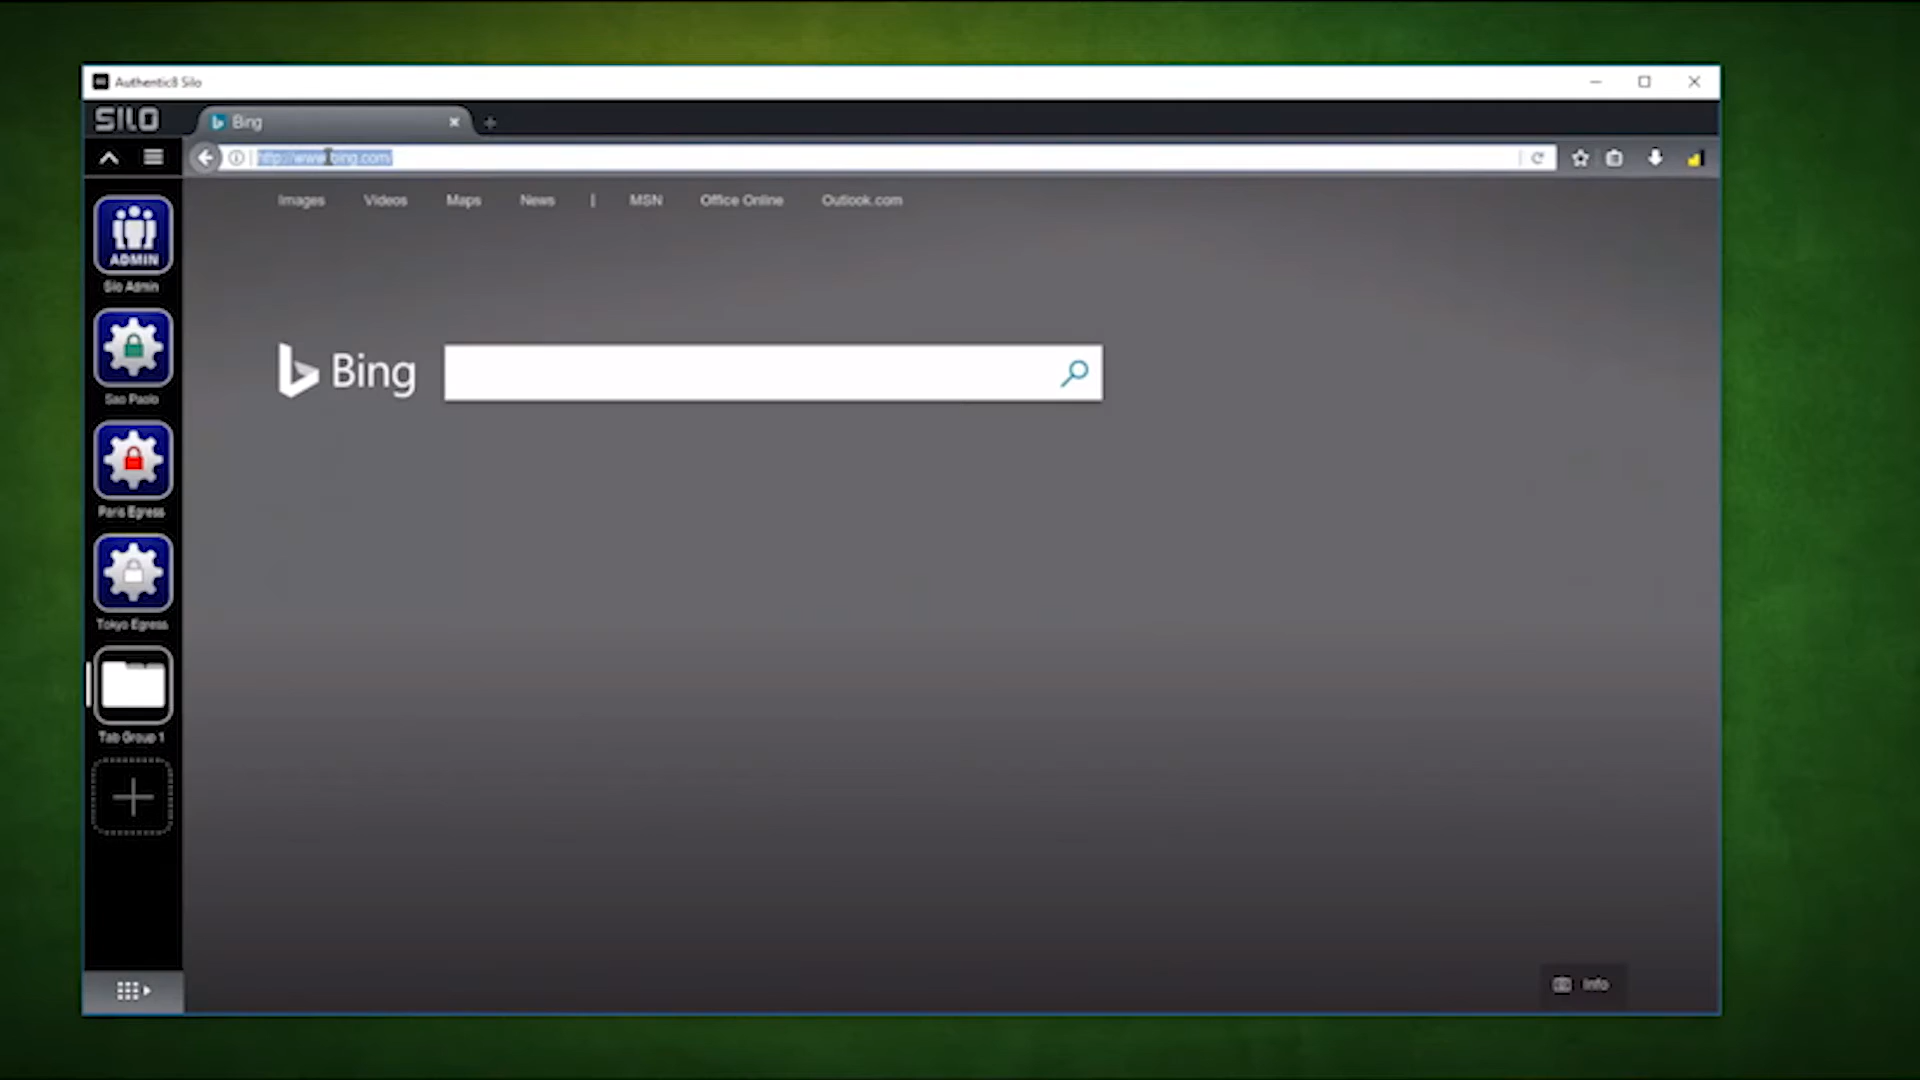 Authentic8 Silo
SILO
Bing
http://www.bing.com/
Images Videos Maps News | MSN Office Online Outlook.com
ADMIN
Silo Admin
Bing
Sao Paolo
Paris Egress
Tokyo Egress
Tab Group 1
Info